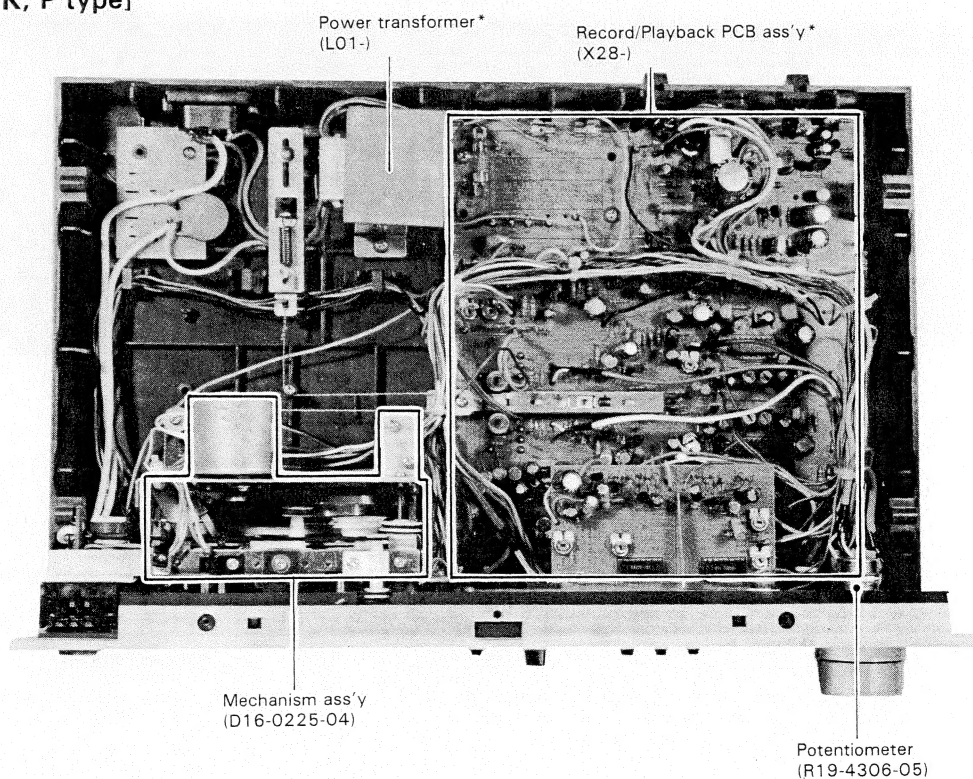 K, P type]
Power transformer*
(L01-)
Record/Playback PCB ass'y*
(X28-)
Mechanism ass'y
(D16-0225-04)
Potentiometer
(R19-4306-05)